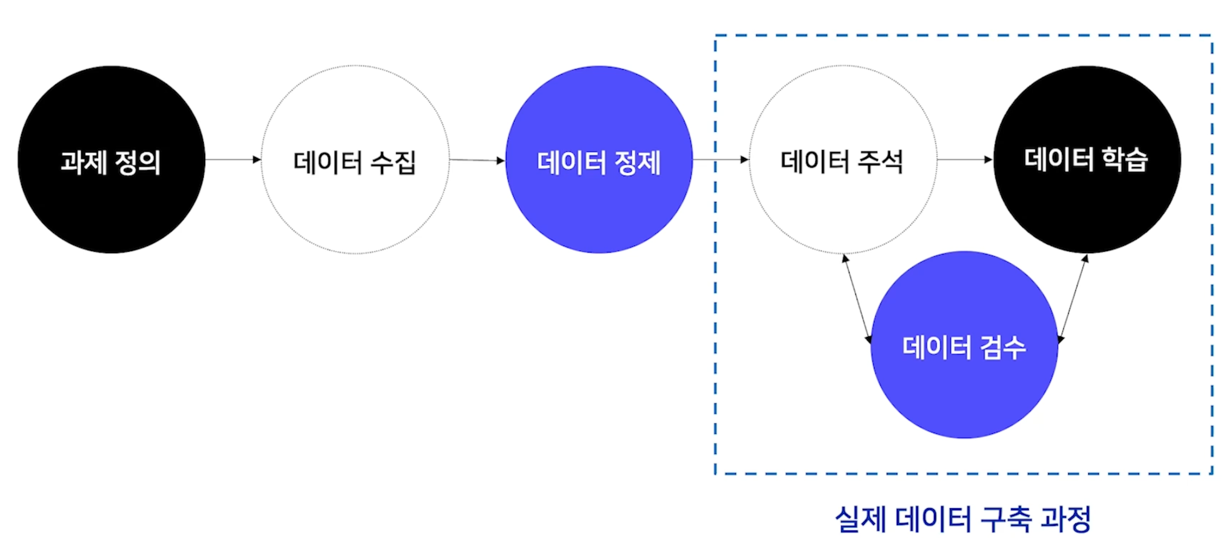 과제 정의
데이터 수집
데이터 정제
데이터 주석
데이터 학습
데이터 검수
실제 데이터 구축 과정